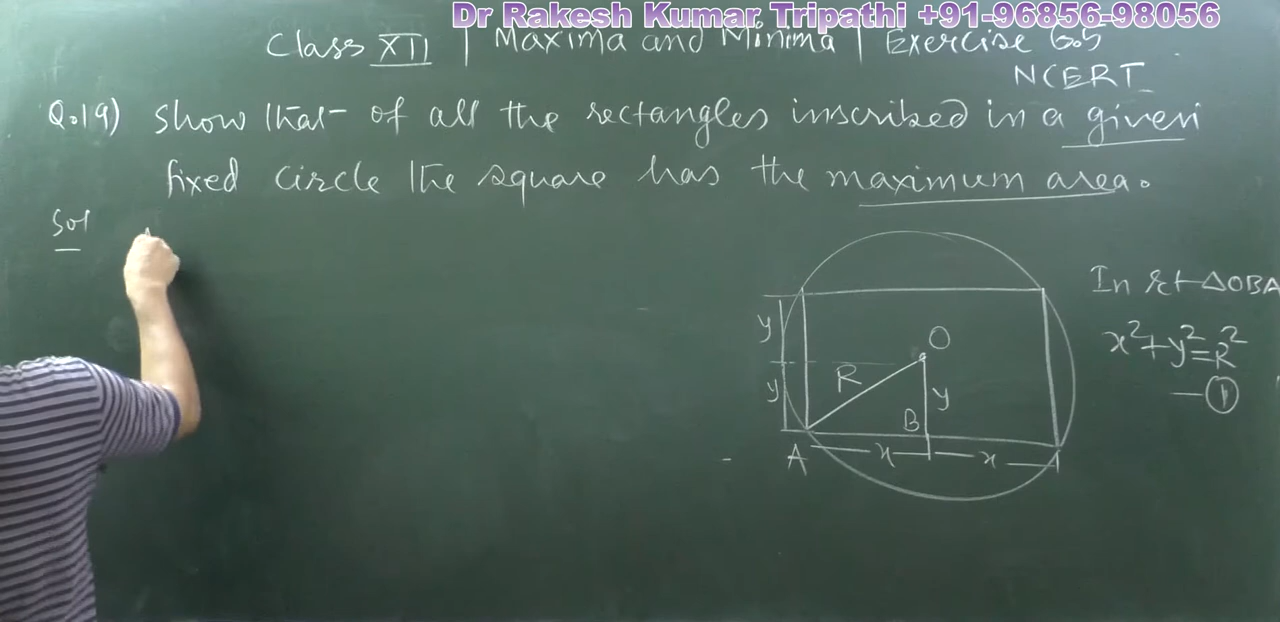 Dr Rakesh Kumar Tripathi +91-96856-98056
Class XII | Maxima and Minima | Exercise 6.5
NCERT
Q.19) Show that of all the rectangles inscribed in a given
fixed circle the square has the maximum area.
Sol
In rt △OBA
x²+y²=R²
—①
O
y
R
y
y
B
A
x
x